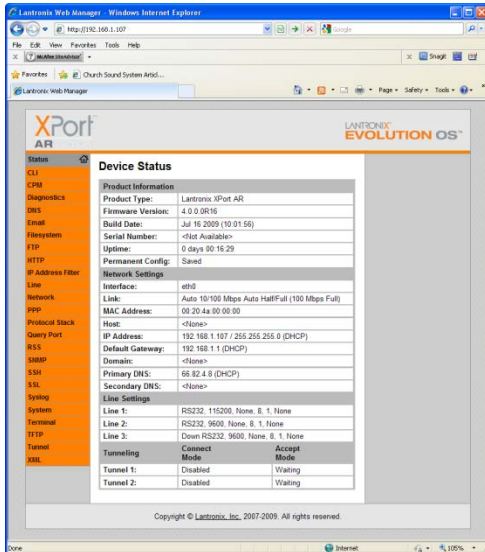 Lantronix Web Manager - Windows Internet Explorer
http://192.168.1.107
Google
File Edit View Favorites Tools Help
McAfee SiteAdvisor
Snagit
Favorites Church Sound System Articl...
Lantronix Web Manager
Page Safety Tools
XPort
AR
LANTRONIX
EVOLUTION OS™
Status
CLI
CPM
Diagnostics
DNS
Email
Filesystem
FTP
HTTP
IP Address Filter
Line
Network
PPP
Protocol Stack
Query Port
RSS
SNMP
SSH
SSL
Syslog
System
Terminal
TFTP
Tunnel
XML
Device Status
Product Information
Product Type: Lantronix XPort AR
Firmware Version: 4.0.0.0R16
Build Date: Jul 16 2009 (10:01:56)
Serial Number: <Not Available>
Uptime: 0 days 00:16:29
Permanent Config: Saved
Network Settings
Interface: eth0
Link: Auto 10/100 Mbps Auto Half/Full (100 Mbps Full)
MAC Address: 00:20:4a:00:00:00
Host: <None>
IP Address: 192.168.1.107 / 255.255.255.0 (DHCP)
Default Gateway: 192.168.1.1 (DHCP)
Domain: <None>
Primary DNS: 66.82.4.8 (DHCP)
Secondary DNS: <None>
Line Settings
Line 1: RS232, 115200, None, 8, 1, None
Line 2: RS232, 9600, None, 8, 1, None
Line 3: Down RS232, 9600, None, 8, 1, None
Tunneling Connect Mode Accept Mode
Tunnel 1: Disabled Waiting
Tunnel 2: Disabled Waiting
Copyright © Lantronix, Inc. 2007-2009. All rights reserved.
Done Internet 105%